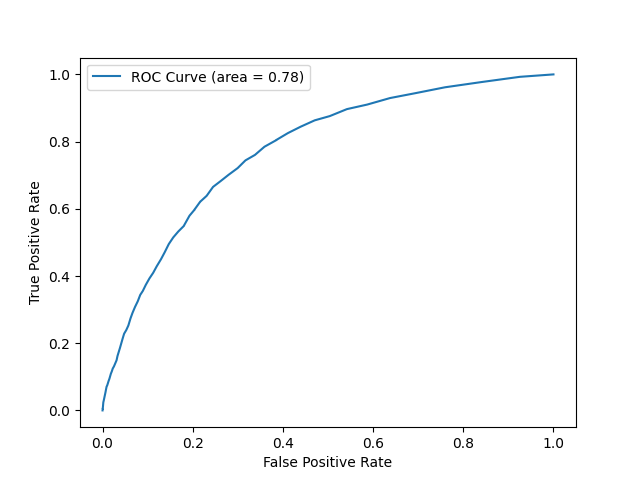 ROC Curve (area = 0.78)
1.0
0.8
0.6
0.4
0.2
0.0
True Positive Rate
0.0 0.2 0.4 0.6 0.8 1.0
False Positive Rate